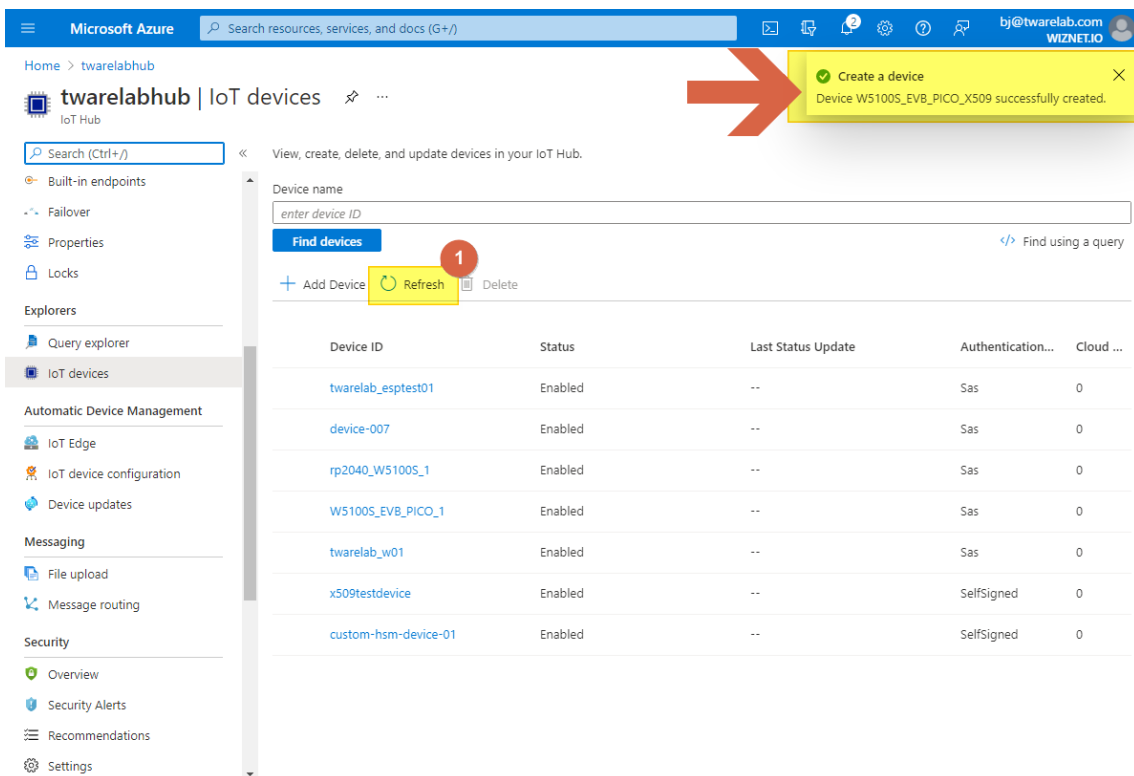 Microsoft Azure
Search resources, services, and docs (G+/)
2
bj@twarelab.com
WIZNET.IO
Home > twarelabhub
twarelabhub | IoT devices
IoT Hub
Create a device
Device W5100S_EVB_PICO_X509 successfully created.
Search (Ctrl+/)
Built-in endpoints
Failover
Properties
Locks
Explorers
Query explorer
IoT devices
Automatic Device Management
IoT Edge
IoT device configuration
Device updates
Messaging
File upload
Message routing
Security
Overview
Security Alerts
Recommendations
Settings
View, create, delete, and update devices in your IoT Hub.
Device name
enter device ID
Find devices
Find using a query
1
Add Device Refresh Delete
Device ID Status Last Status Update Authentication... Cloud ...
twarelab_esptest01 Enabled -- Sas 0
device-007 Enabled -- Sas 0
rp2040_W5100S_1 Enabled -- Sas 0
W5100S_EVB_PICO_1 Enabled -- Sas 0
twarelab_w01 Enabled -- Sas 0
x509testdevice Enabled -- SelfSigned 0
custom-hsm-device-01 Enabled -- SelfSigned 0